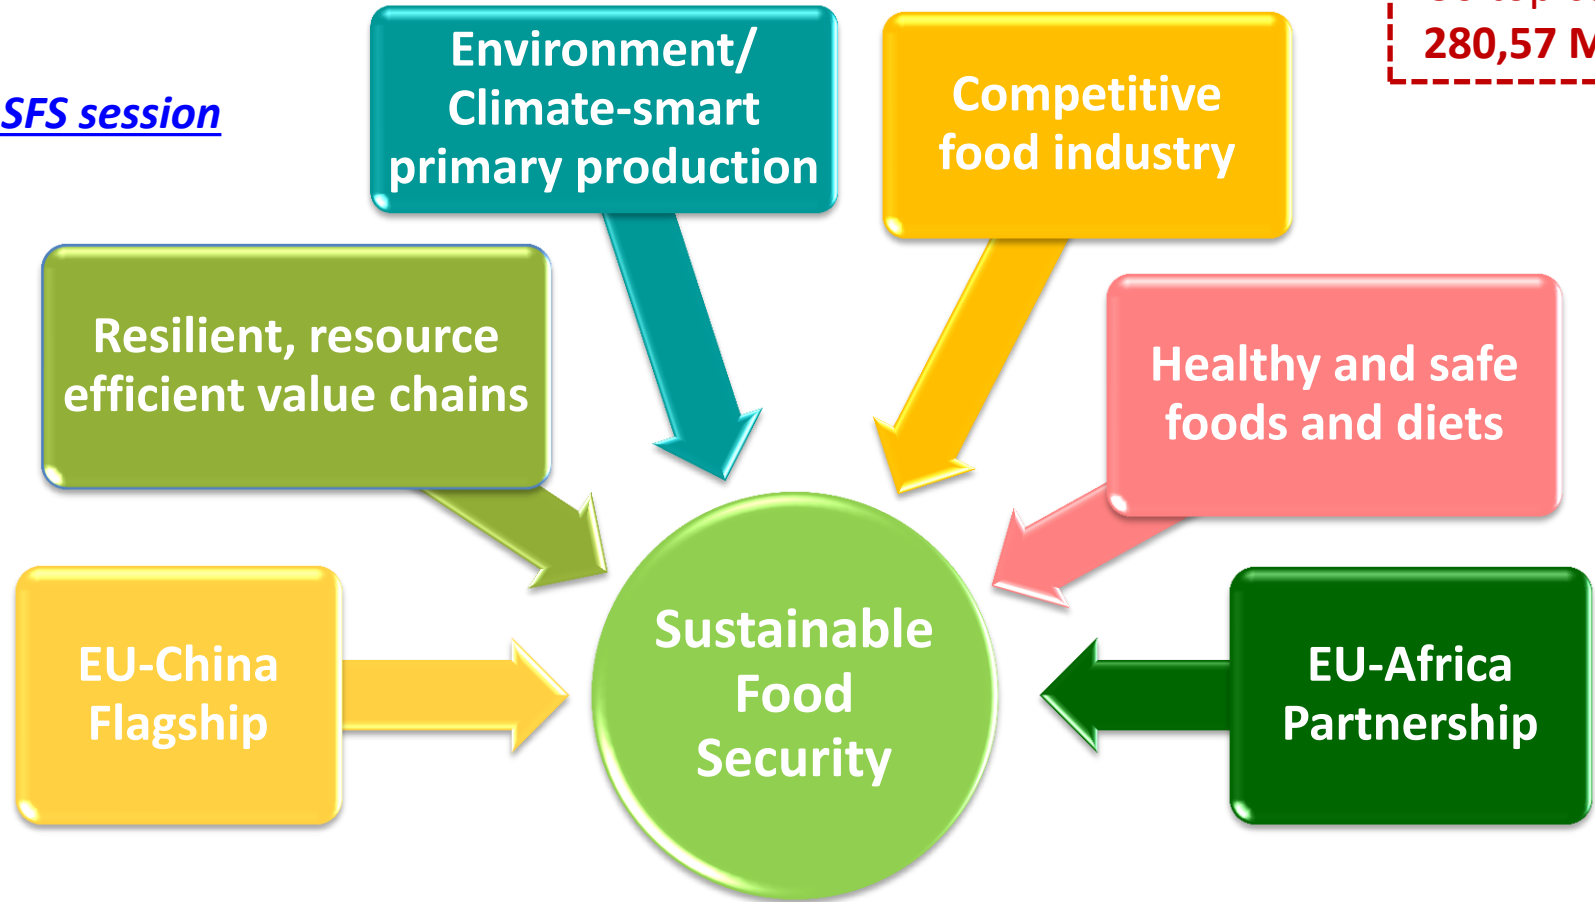 280,57 M
SFS session
Environment/
Climate-smart
primary production
Competitive
food industry
Resilient, resource
efficient value chains
Healthy and safe
foods and diets
EU-China
Flagship
Sustainable
Food
Security
EU-Africa
Partnership